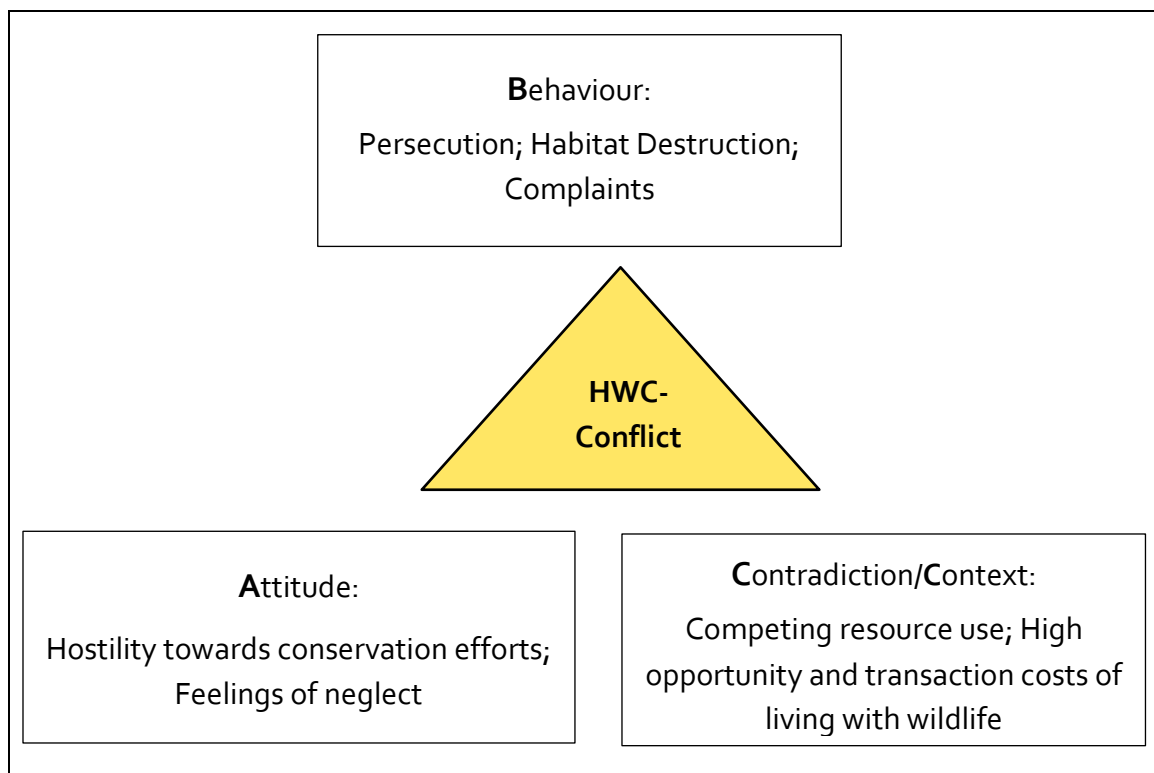 Behaviour:
Persecution; Habitat Destruction;
Complaints
HWC-
Conflict
Attitude:
Hostility towards conservation efforts;
Feelings of neglect
Contradiction/Context:
Competing resource use; High
opportunity and transaction costs of
living with wildlife